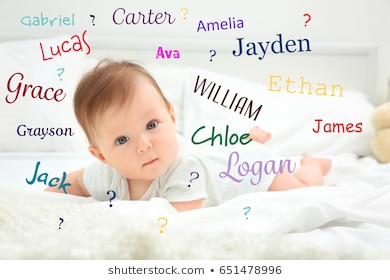 Gabriel
Carter
Amelia
?
Lucas
Ava
?
Jayden
?
Grace
WILLIAM
Ethan
Grayson
Chloe
James
?
Jack
Logan
?
?
?
shutterstock.com · 651478996